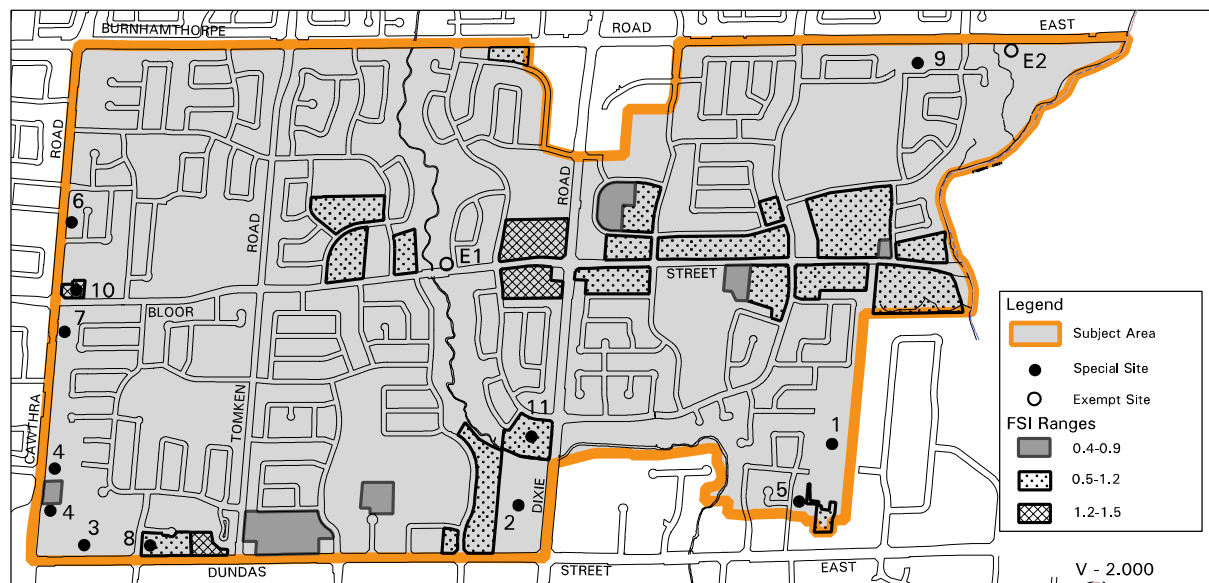 BURNHAMTHORPE ROAD EAST
9
E2
ROAD
6
ROAD
ROAD
E1
STREET
10
BLOOR
7
CAWTHRA
TOMKEN
11
1
4
4
5
2
DIXIE
3
8
DUNDAS STREET EAST
Legend
Subject Area
Special Site
Exempt Site
FSI Ranges
0.4-0.9
0.5-1.2
1.2-1.5
V - 2.000